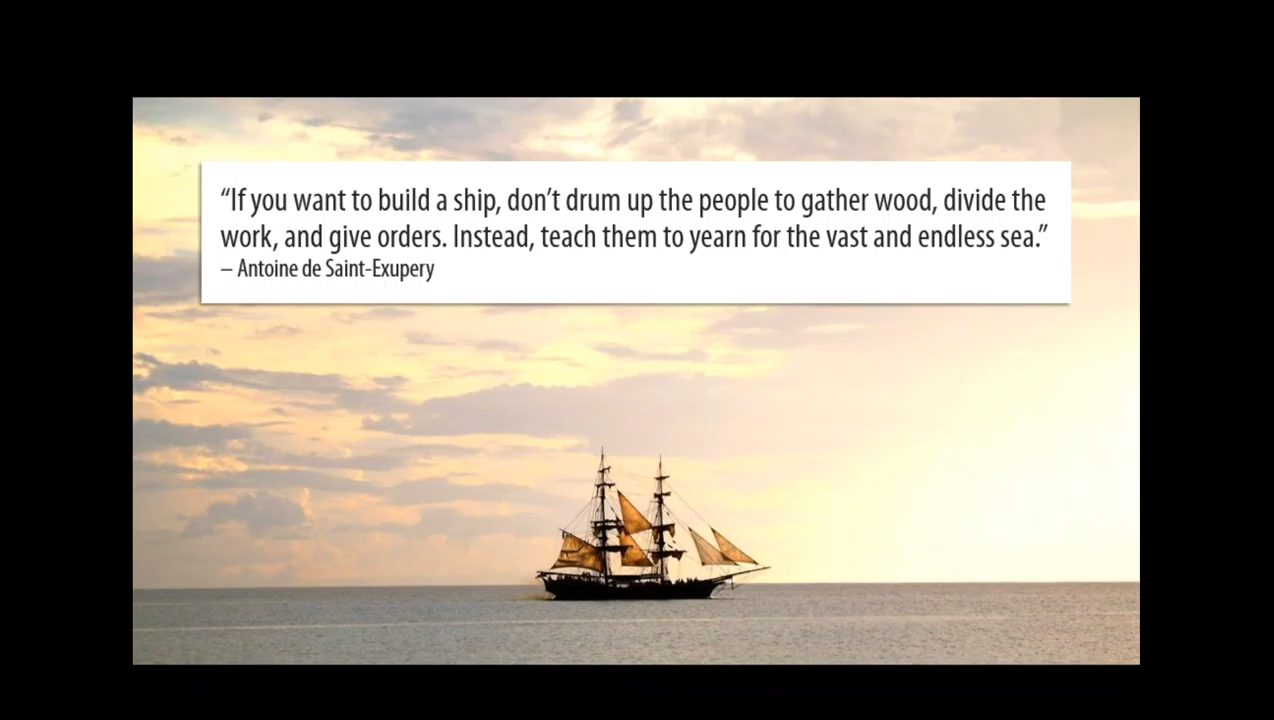 “If you want to build a ship, don’t drum up the people to gather wood, divide the
work, and give orders. Instead, teach them to yearn for the vast and endless sea.”
– Antoine de Saint-Exupery